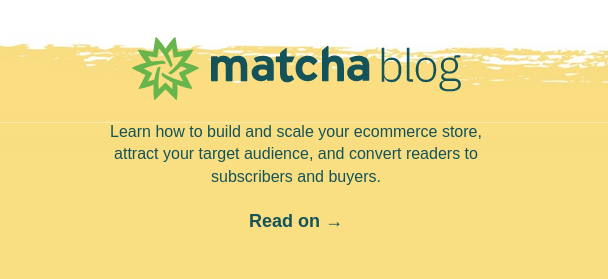 matcha blog
Learn how to build and scale your ecommerce store,
attract your target audience, and convert readers to
subscribers and buyers.
Read on →